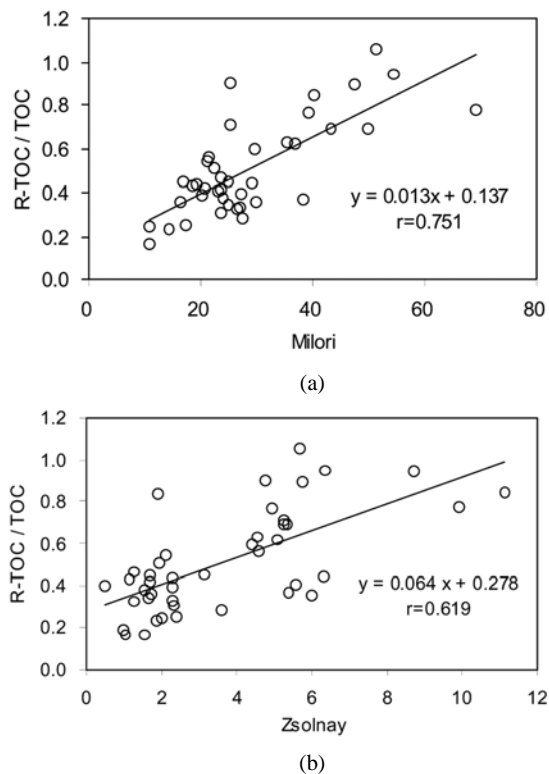 1.2
1.0
0.8
0.6
0.4
0.2
0.0
R-TOC / TOC
y = 0.013x + 0.137
r=0.751
0 20 40 60 80
Milori
(a)
1.2
1.0
0.8
0.6
0.4
0.2
0.0
R-TOC / TOC
y = 0.064 x + 0.278
r=0.619
0 2 4 6 8 10 12
Zsolnay
(b)